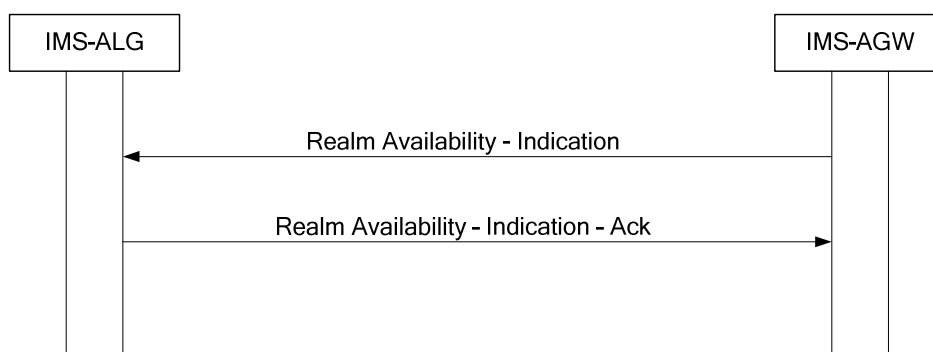 IMS-ALG
IMS-AGW
Realm Availability - Indication
Realm Availability - Indication - Ack